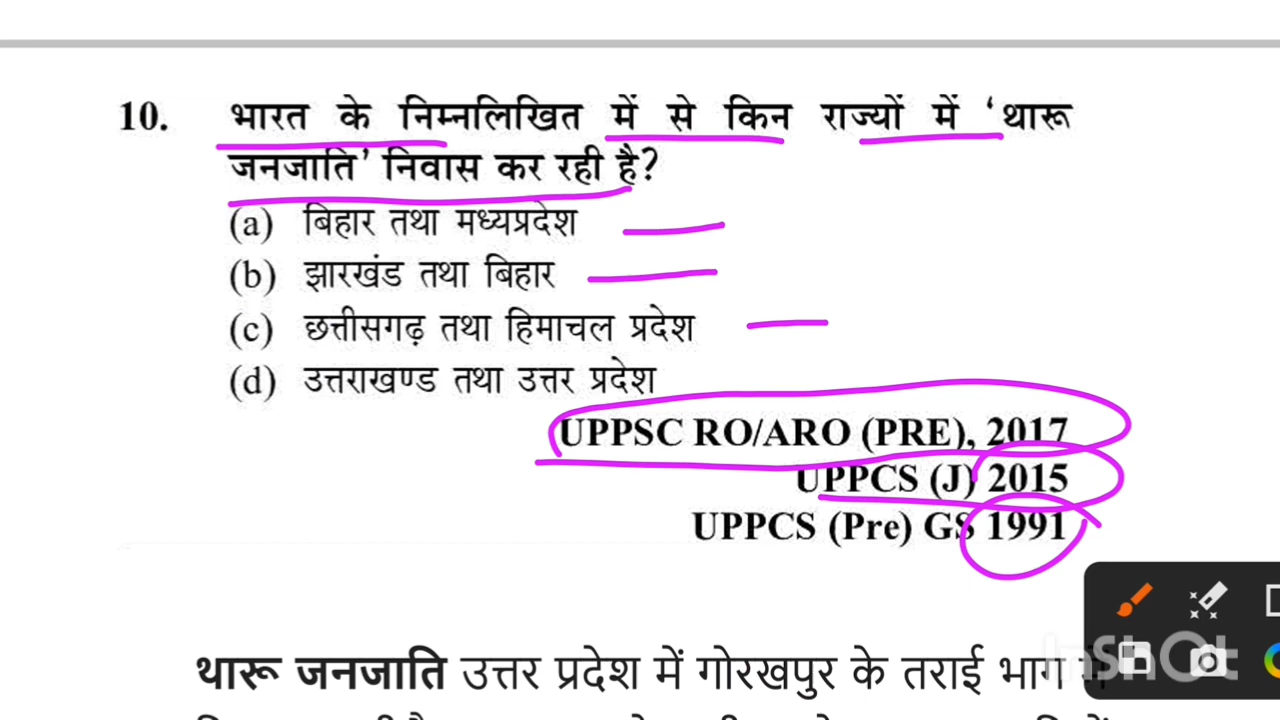 10. भारत के निम्नलिखित में से किन राज्यों में ‘थारू
जनजाति’ निवास कर रही है?
(a) बिहार तथा मध्यप्रदेश
(b) झारखंड तथा बिहार
(c) छत्तीसगढ़ तथा हिमाचल प्रदेश
(d) उत्तराखण्ड तथा उत्तर प्रदेश
UPPSC RO/ARO (PRE), 2017
UPPCS (J) 2015
UPPCS (Pre) GS 1991
थारू जनजाति उत्तर प्रदेश में गोरखपुर के तराई भाग में
InShOt